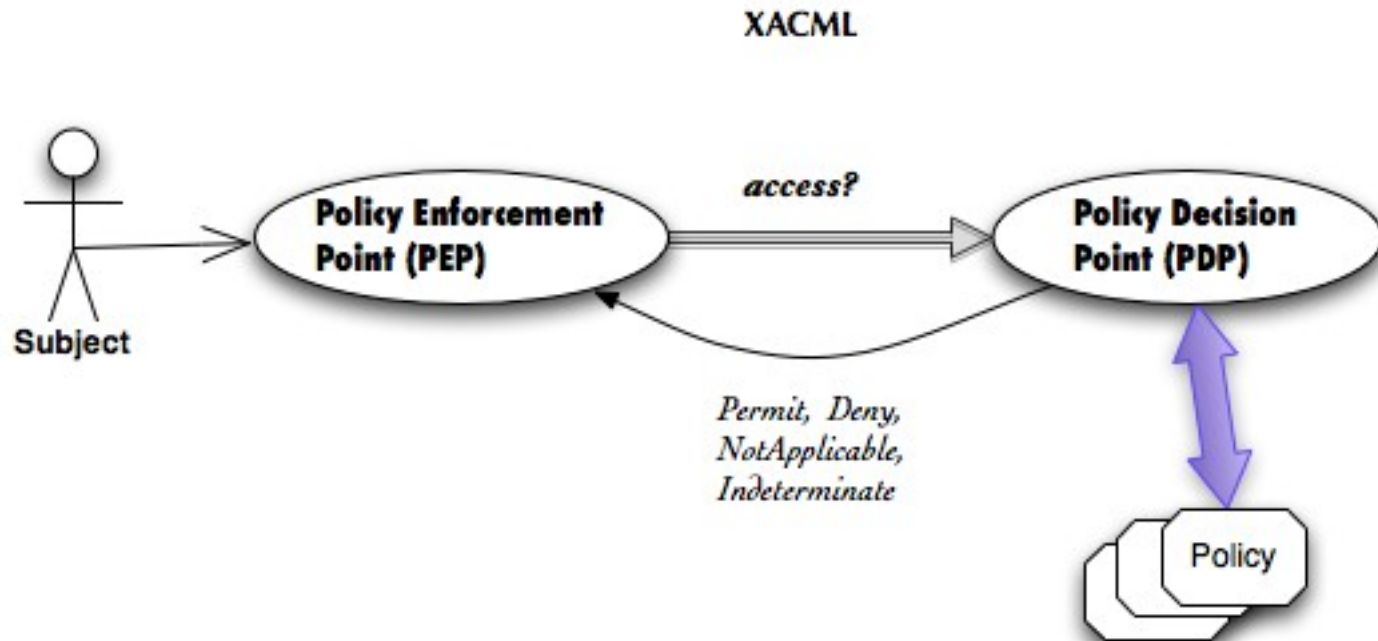 XACML
access?
Policy Enforcement
Point (PEP)
Policy Decision
Point (PDP)
Subject
Permit, Deny,
NotApplicable,
Indeterminate
Policy